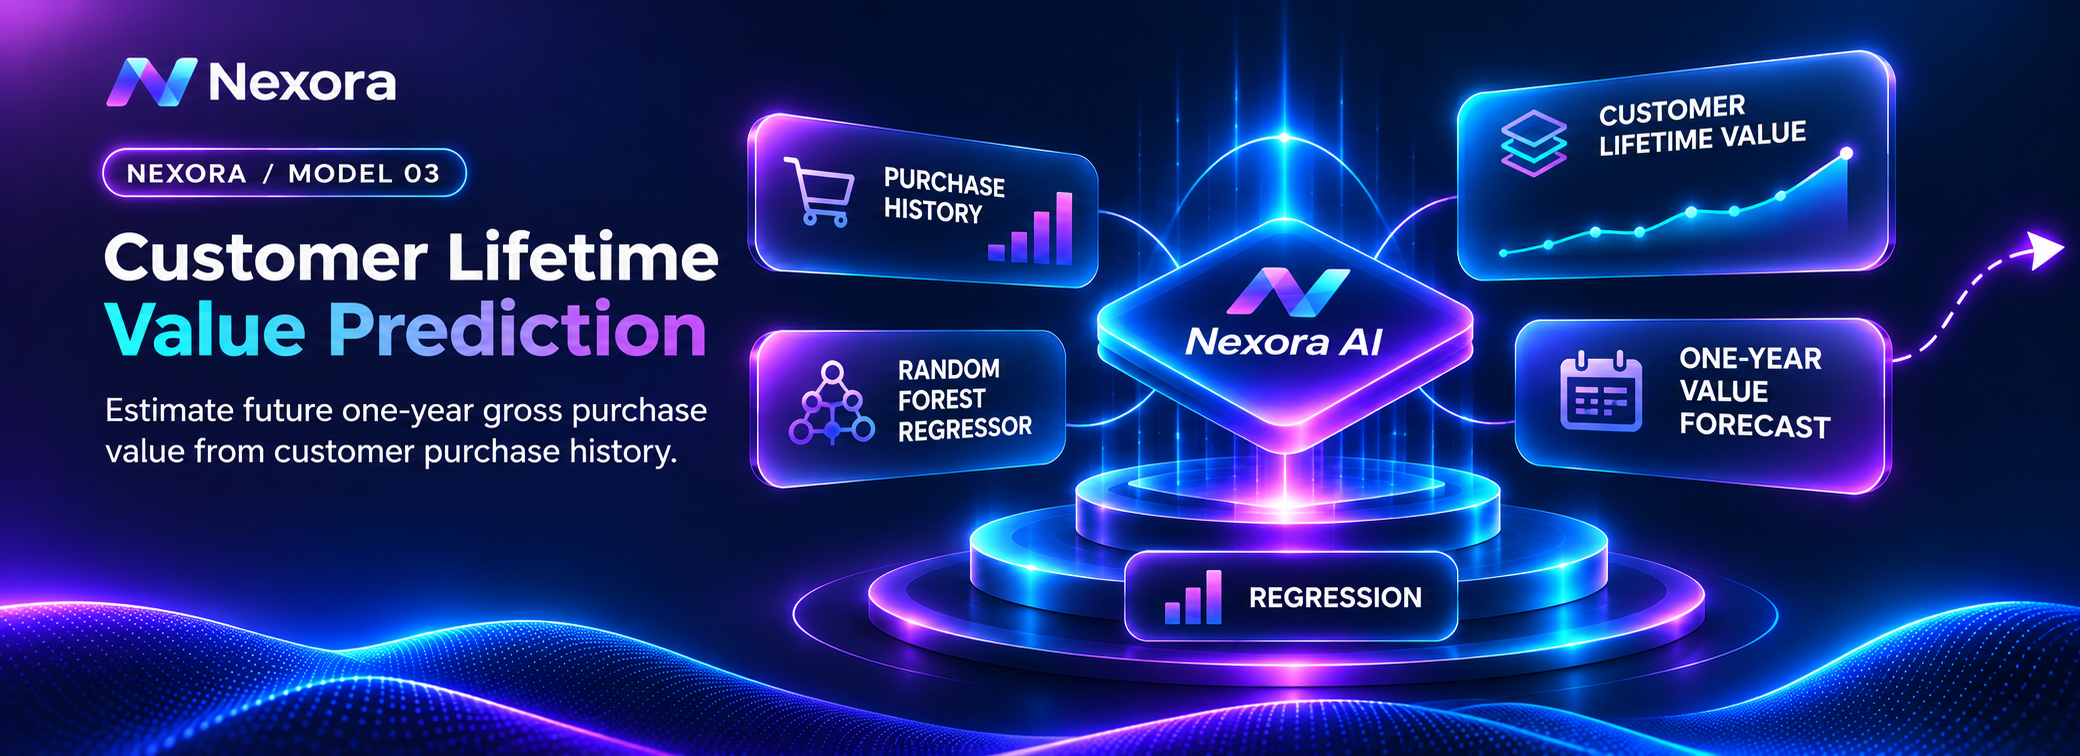 Nexora
NEXORA / MODEL 03
Customer Lifetime
Value Prediction
Estimate future one-year gross purchase
value from customer purchase history.
PURCHASE
HISTORY
RANDOM
FOREST
REGRESSOR
Nexora AI
CUSTOMER
LIFETIME VALUE
ONE-YEAR
VALUE
FORECAST
REGRESSION